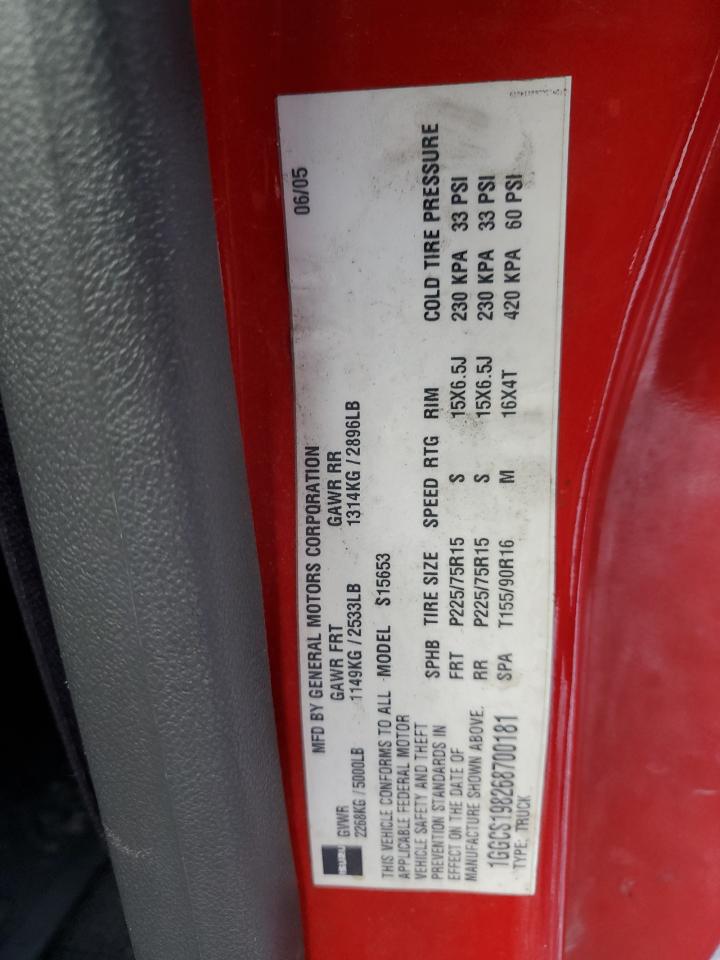 MFD BY GENERAL MOTORS CORPORATION 06/05
GVWR GAWR FRT GAWR RR
2268KG / 5000LB 1149KG / 2533LB 1314KG / 2896LB
THIS VEHICLE CONFORMS TO ALL
APPLICABLE FEDERAL MOTOR
VEHICLE SAFETY AND THEFT
PREVENTION STANDARDS IN
EFFECT ON THE DATE OF
MANUFACTURE SHOWN ABOVE.
1GGCS198268700181
TYPE: TRUCK
MODEL S15653
SPHB TIRE SIZE SPEED RTG RIM COLD TIRE PRESSURE
FRT P225/75R15 S 15X6.5J 230 KPA 33 PSI
RR P225/75R15 S 15X6.5J 230 KPA 33 PSI
SPA T155/90R16 M 16X4T 420 KPA 60 PSI